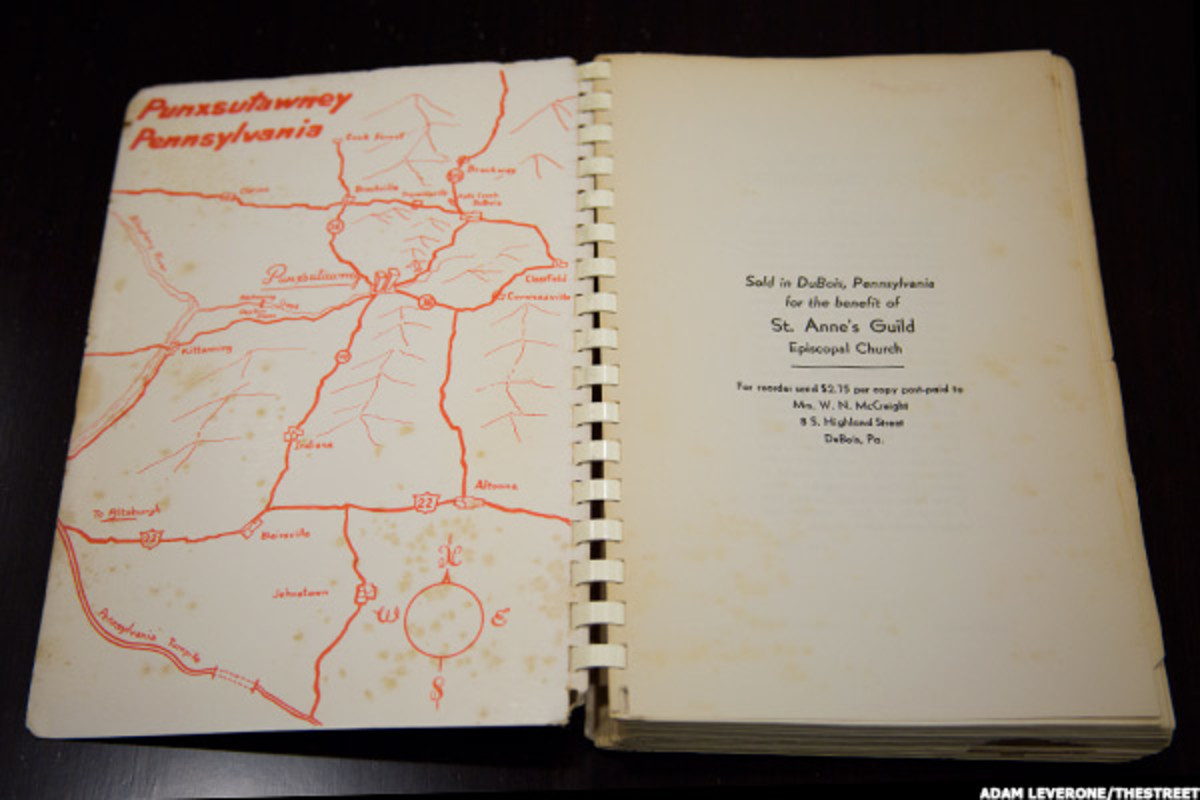 Punxsutawney
Pennsylvania
Cook Forest
Brockway
Clarion
Brookville
Falls Creek
DuBois
36
Punxsutawney
Clearfield
Curwensville
36
Kittanning
Indiana
Altoona
22
To Pittsburgh
22
Blairsville
Johnstown
Pennsylvania Turnpike
N
W E
S
Sold in DuBois, Pennsylvania
for the benefit of
St. Anne's Guild
Episcopal Church
For reorder send $2.75 per copy post-paid to
Mrs. W. N. McCreight
8 S. Highland Street
DuBois, Pa.
ADAM LEVERONE/THESTREET